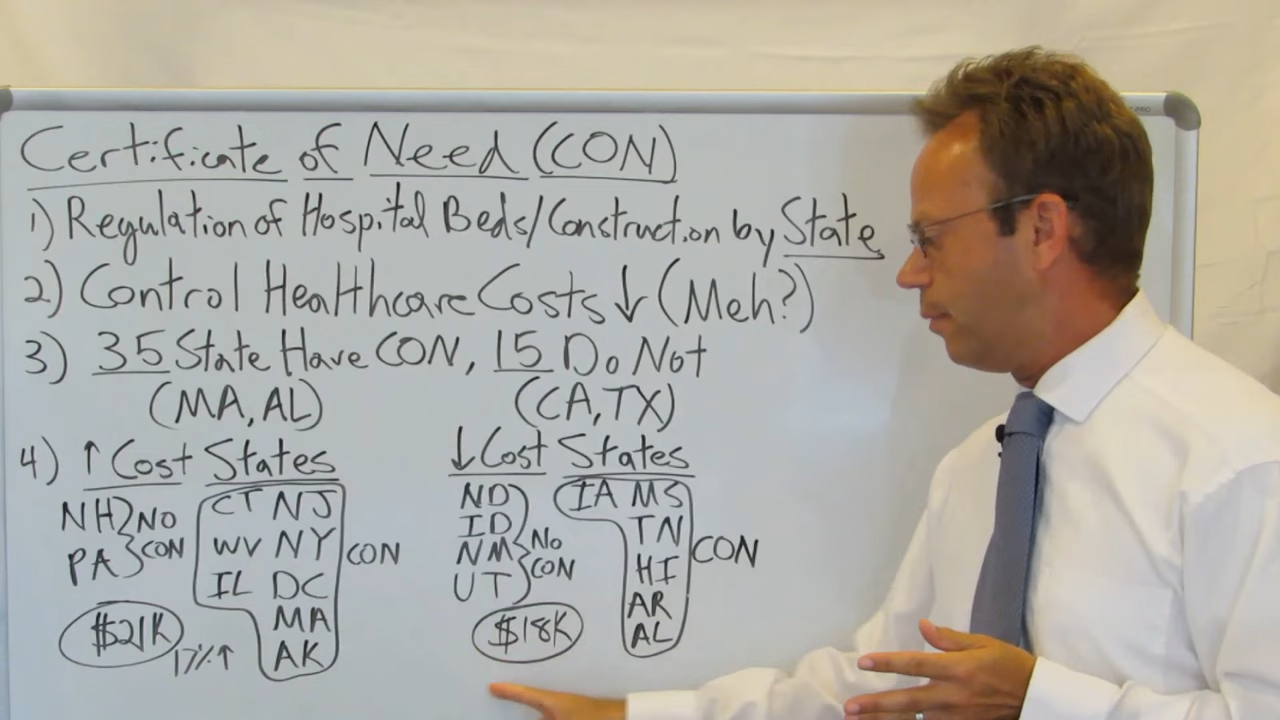 Certificate of Need (CON)
1) Regulation of Hospital Beds/Construction by State
2) Control Healthcare Costs ↓ (Meh?)
3) 35 State Have CON, 15 Do Not
(MA, AL) (CA, TX)
4) ↑ Cost States
NH
PA
NO
CON
CT NJ
WV NY
IL DC
MA
AK
CON
$21K
17% ↑
↓ Cost States
ND
ID
NM
UT
No
CON
IA MS
TN
HI
AR
AL
CON
$18K